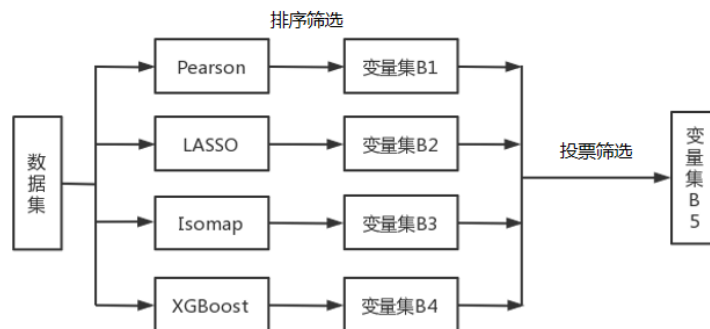 排序筛选
Pearson
变量集B1
LASSO
变量集B2
数据集
投票筛选
变量集B5
Isomap
变量集B3
XGBoost
变量集B4